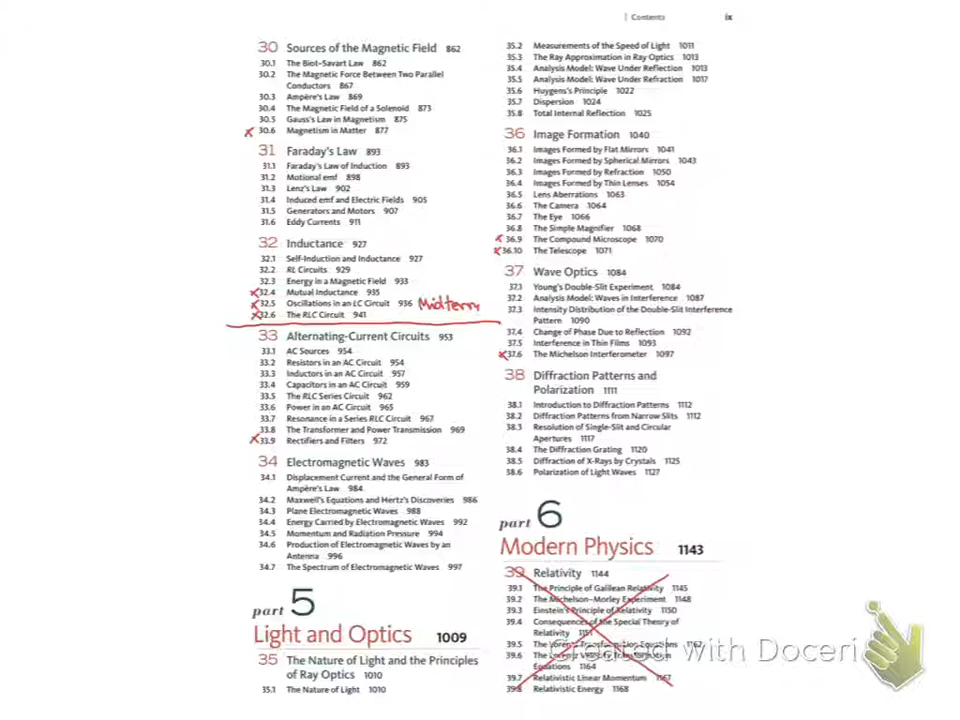 Contents ix
30 Sources of the Magnetic Field 862
30.1 The Biot–Savart Law 862
30.2 The Magnetic Force Between Two Parallel
Conductors 867
30.3 Ampère's Law 869
30.4 The Magnetic Field of a Solenoid 873
30.5 Gauss's Law in Magnetism 875
x 30.6 Magnetism in Matter 877
31 Faraday's Law 893
31.1 Faraday's Law of Induction 893
31.2 Motional emf 898
31.3 Lenz's Law 902
31.4 Induced emf and Electric Fields 905
31.5 Generators and Motors 907
31.6 Eddy Currents 911
32 Inductance 927
32.1 Self-Induction and Inductance 927
32.2 RL Circuits 929
32.3 Energy in a Magnetic Field 933
x 32.4 Mutual Inductance 935
x 32.5 Oscillations in an LC Circuit 936 Midterm
x 32.6 The RLC Circuit 941
33 Alternating-Current Circuits 953
33.1 AC Sources 954
33.2 Resistors in an AC Circuit 954
33.3 Inductors in an AC Circuit 957
33.4 Capacitors in an AC Circuit 959
33.5 The RLC Series Circuit 962
33.6 Power in an AC Circuit 965
33.7 Resonance in a Series RLC Circuit 967
33.8 The Transformer and Power Transmission 969
x 33.9 Rectifiers and Filters 972
34 Electromagnetic Waves 983
34.1 Displacement Current and the General Form of
Ampère's Law 984
34.2 Maxwell's Equations and Hertz's Discoveries 986
34.3 Plane Electromagnetic Waves 988
34.4 Energy Carried by Electromagnetic Waves 992
34.5 Momentum and Radiation Pressure 994
34.6 Production of Electromagnetic Waves by an
Antenna 996
34.7 The Spectrum of Electromagnetic Waves 997
part 5
Light and Optics 1009
35 The Nature of Light and the Principles
of Ray Optics 1010
35.1 The Nature of Light 1010
35.2 Measurements of the Speed of Light 1011
35.3 The Ray Approximation in Ray Optics 1013
35.4 Analysis Model: Wave Under Reflection 1013
35.5 Analysis Model: Wave Under Refraction 1017
35.6 Huygens's Principle 1022
35.7 Dispersion 1024
35.8 Total Internal Reflection 1025
36 Image Formation 1040
36.1 Images Formed by Flat Mirrors 1041
36.2 Images Formed by Spherical Mirrors 1043
36.3 Images Formed by Refraction 1050
36.4 Images Formed by Thin Lenses 1054
36.5 Lens Aberrations 1063
36.6 The Camera 1064
36.7 The Eye 1066
36.8 The Simple Magnifier 1068
x 36.9 The Compound Microscope 1070
x 36.10 The Telescope 1071
37 Wave Optics 1084
37.1 Young's Double-Slit Experiment 1084
37.2 Analysis Model: Waves in Interference 1087
37.3 Intensity Distribution of the Double-Slit Interference
Pattern 1090
37.4 Change of Phase Due to Reflection 1092
37.5 Interference in Thin Films 1093
x 37.6 The Michelson Interferometer 1097
38 Diffraction Patterns and
Polarization 1111
38.1 Introduction to Diffraction Patterns 1112
38.2 Diffraction Patterns from Narrow Slits 1112
38.3 Resolution of Single-Slit and Circular
Apertures 1117
38.4 The Diffraction Grating 1120
38.5 Diffraction of X-Rays by Crystals 1125
38.6 Polarization of Light Waves 1127
part 6
Modern Physics 1143
39 Relativity 1144
39.1 The Principle of Galilean Relativity 1145
39.2 The Michelson–Morley Experiment 1148
39.3 Einstein's Principle of Relativity 1150
39.4 Consequences of the Special Theory of
Relativity 1151
39.5 The Lorentz Transformation Equations
39.6 The Lorentz Velocity Transformation
Equations 1164
39.7 Relativistic Linear Momentum 1167
39.8 Relativistic Energy 1168
Created with Doceri